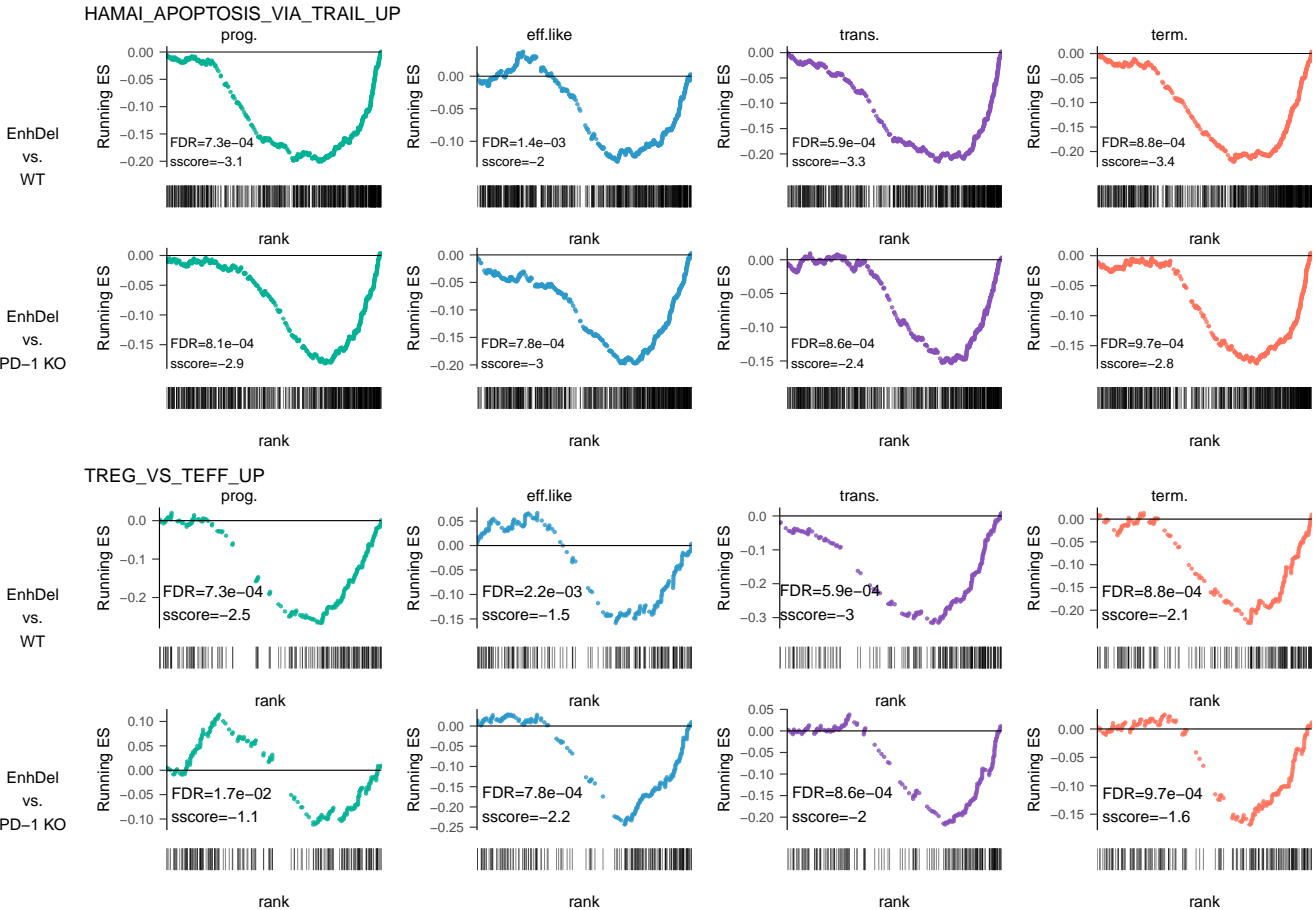 HAMAI_APOPTOSIS_VIA_TRAIL_UP
prog. eff.like trans. term.
EnhDel
vs.
WT
Running ES
0.00
−0.05
−0.10
−0.15
−0.20
FDR=7.3e−04
sscore=−3.1
rank
Running ES
0.00
−0.05
−0.10
FDR=1.4e−03
sscore=−2
rank
Running ES
0.00
−0.05
−0.10
−0.15
−0.20
FDR=5.9e−04
sscore=−3.3
rank
Running ES
0.00
−0.05
−0.10
−0.15
−0.20
FDR=8.8e−04
sscore=−3.4
rank
EnhDel
vs.
PD−1 KO
Running ES
0.00
−0.05
−0.10
−0.15
FDR=8.1e−04
sscore=−2.9
rank
Running ES
0.00
−0.05
−0.10
−0.15
−0.20
FDR=7.8e−04
sscore=−3
rank
Running ES
0.00
−0.05
−0.10
−0.15
FDR=8.6e−04
sscore=−2.4
rank
Running ES
0.00
−0.05
−0.10
−0.15
FDR=9.7e−04
sscore=−2.8
rank
TREG_VS_TEFF_UP
prog. eff.like trans. term.
EnhDel
vs.
WT
Running ES
0.0
−0.1
−0.2
FDR=7.3e−04
sscore=−2.5
rank
Running ES
0.05
0.00
−0.05
−0.10
−0.15
FDR=2.2e−03
sscore=−1.5
rank
Running ES
0.0
−0.1
−0.2
−0.3
FDR=5.9e−04
sscore=−3
rank
Running ES
0.00
−0.05
−0.10
−0.15
−0.20
FDR=8.8e−04
sscore=−2.1
rank
EnhDel
vs.
PD−1 KO
Running ES
0.10
0.05
0.00
−0.05
−0.10
FDR=1.7e−02
sscore=−1.1
rank
Running ES
0.00
−0.05
−0.10
−0.15
−0.20
−0.25
FDR=7.8e−04
sscore=−2.2
rank
Running ES
0.05
0.00
−0.05
−0.10
−0.15
−0.20
FDR=8.6e−04
sscore=−2
rank
Running ES
0.00
−0.05
−0.10
−0.15
FDR=9.7e−04
sscore=−1.6
rank